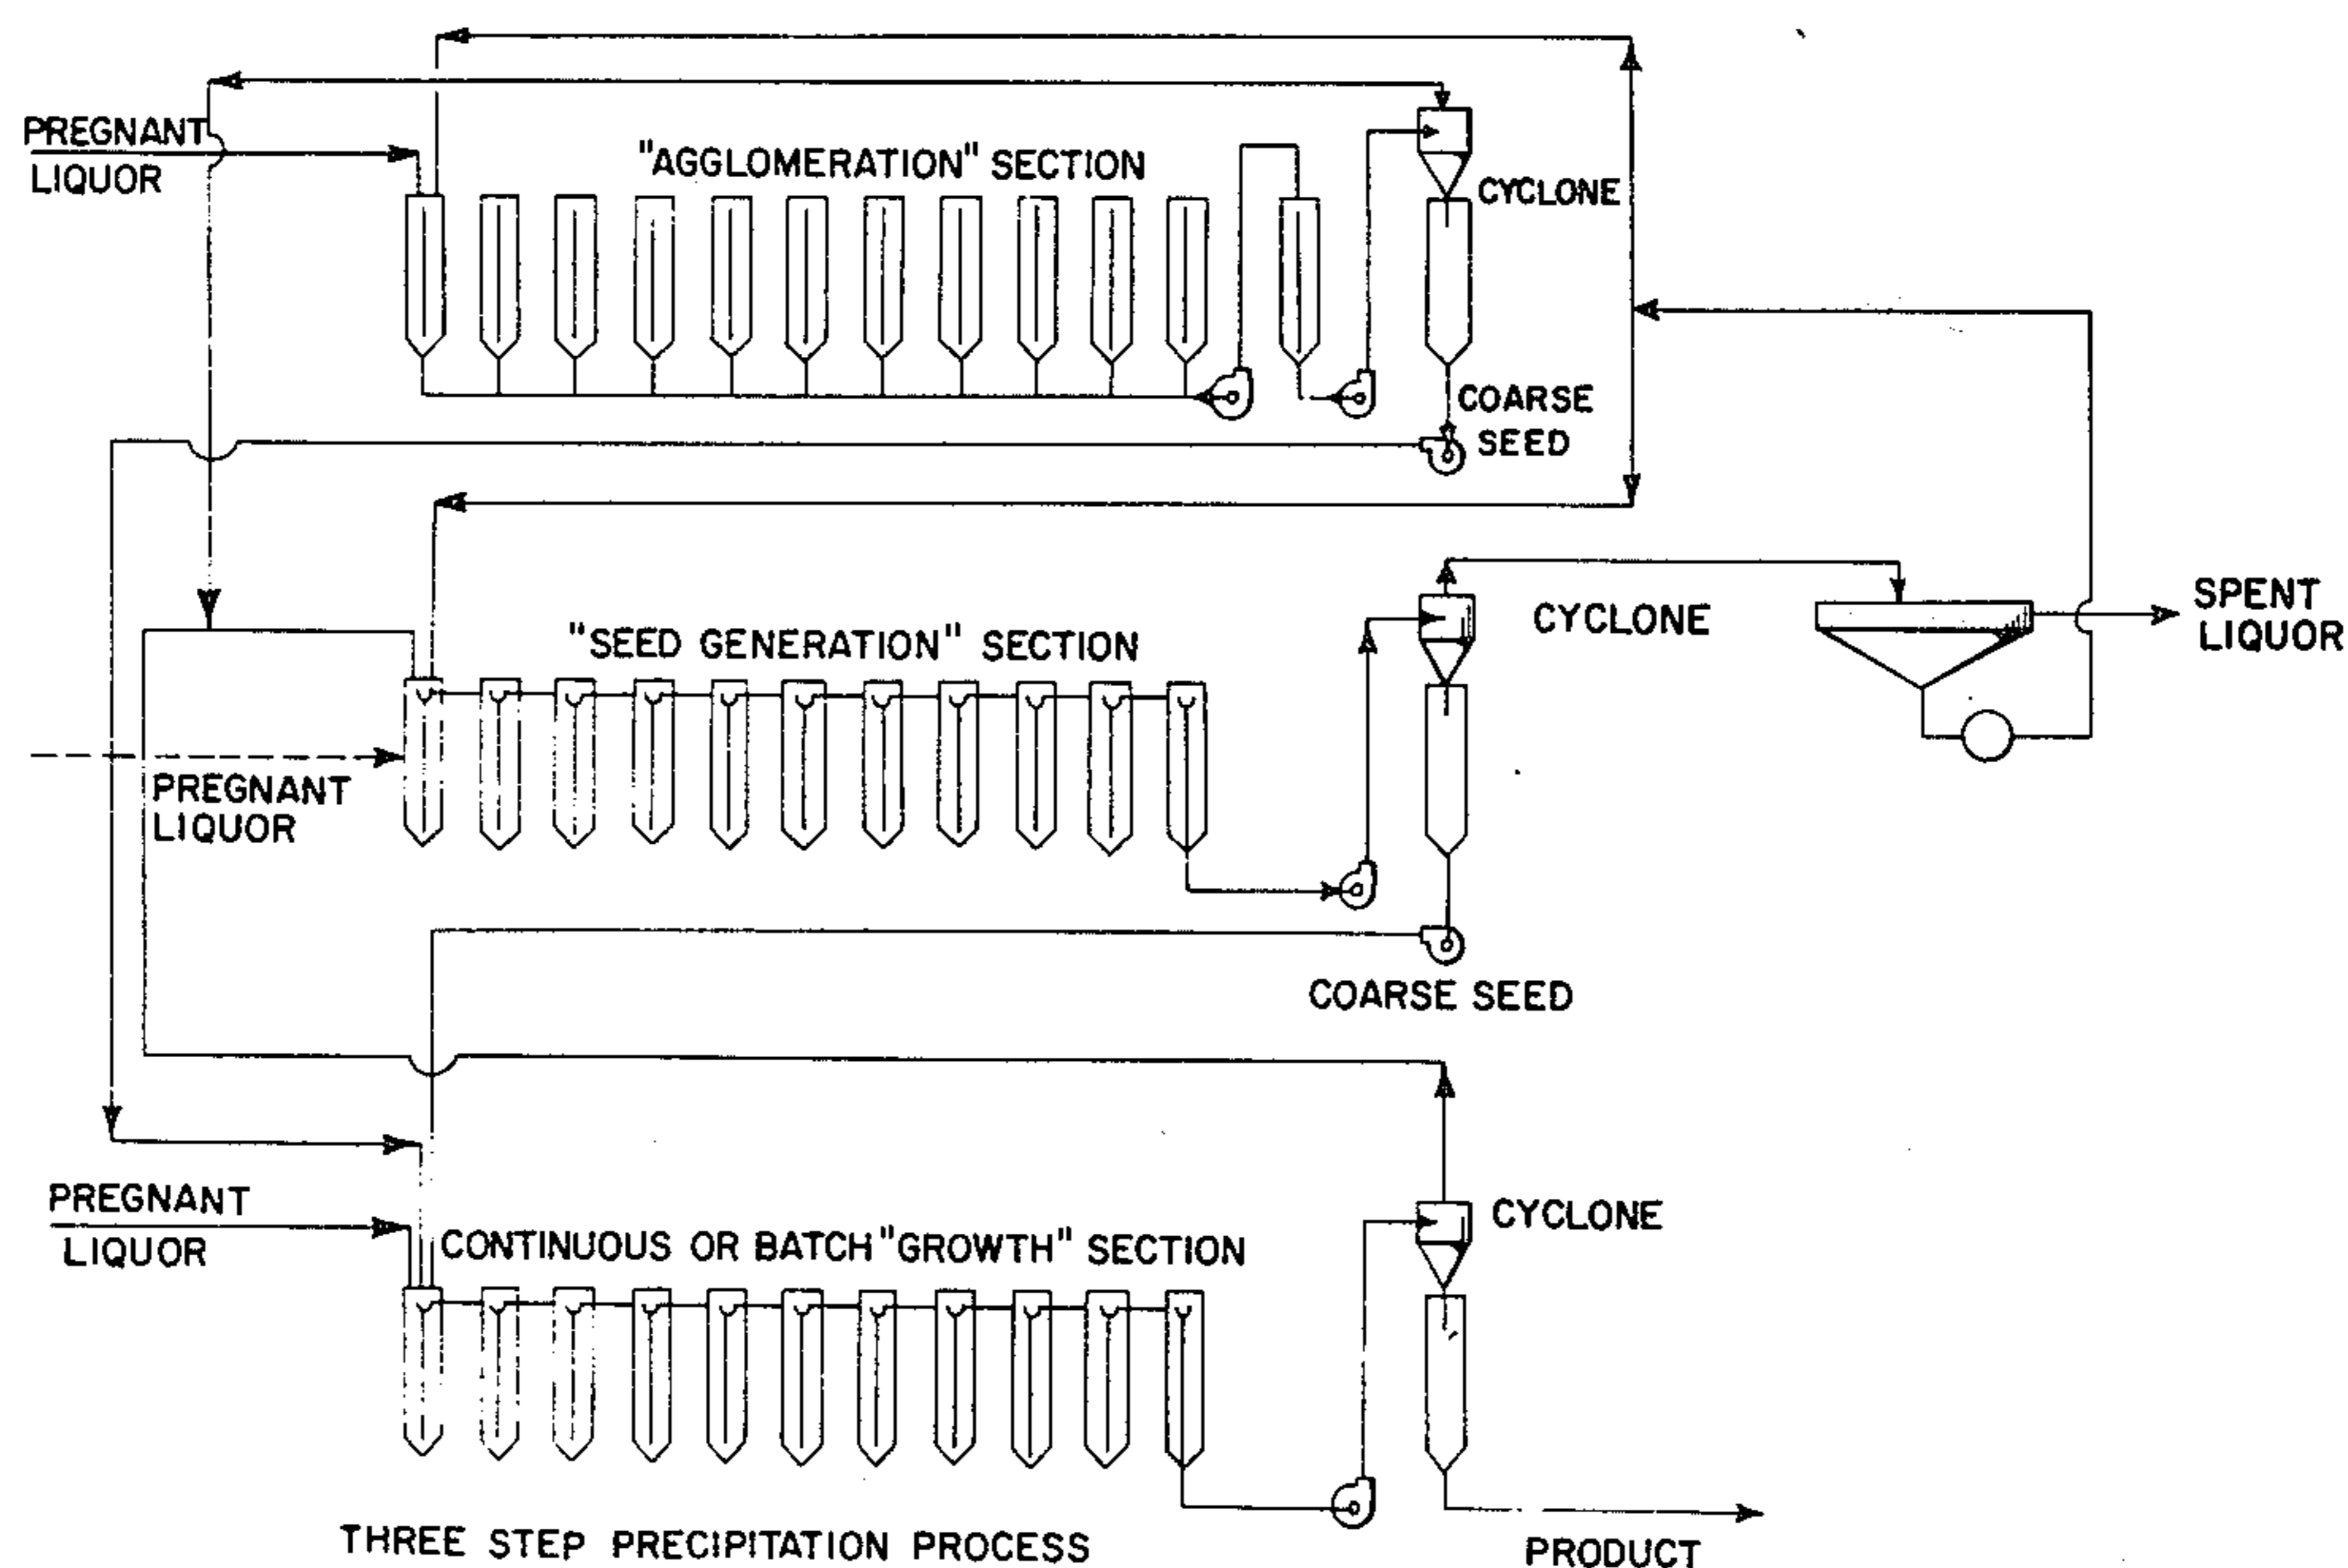 PREGNANT
LIQUOR
"AGGLOMERATION" SECTION
CYCLONE
COARSE
SEED
"SEED GENERATION" SECTION
CYCLONE
SPENT
LIQUOR
PREGNANT
LIQUOR
COARSE SEED
PREGNANT
LIQUOR
CONTINUOUS OR BATCH "GROWTH" SECTION
CYCLONE
THREE STEP PRECIPITATION PROCESS
PRODUCT